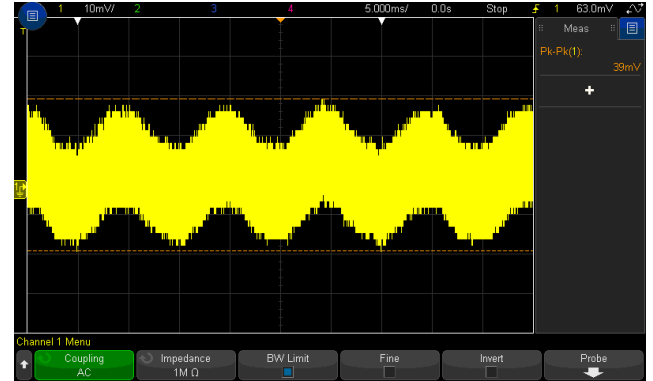 1 10mV/ 2 3 4 5.000ms/ 0.0s Stop 1 63.0mV
T
Meas
Pk-Pk(1):
39mV
1
Channel 1 Menu
Coupling Impedance BW Limit Fine Invert Probe
AC 1M Ω